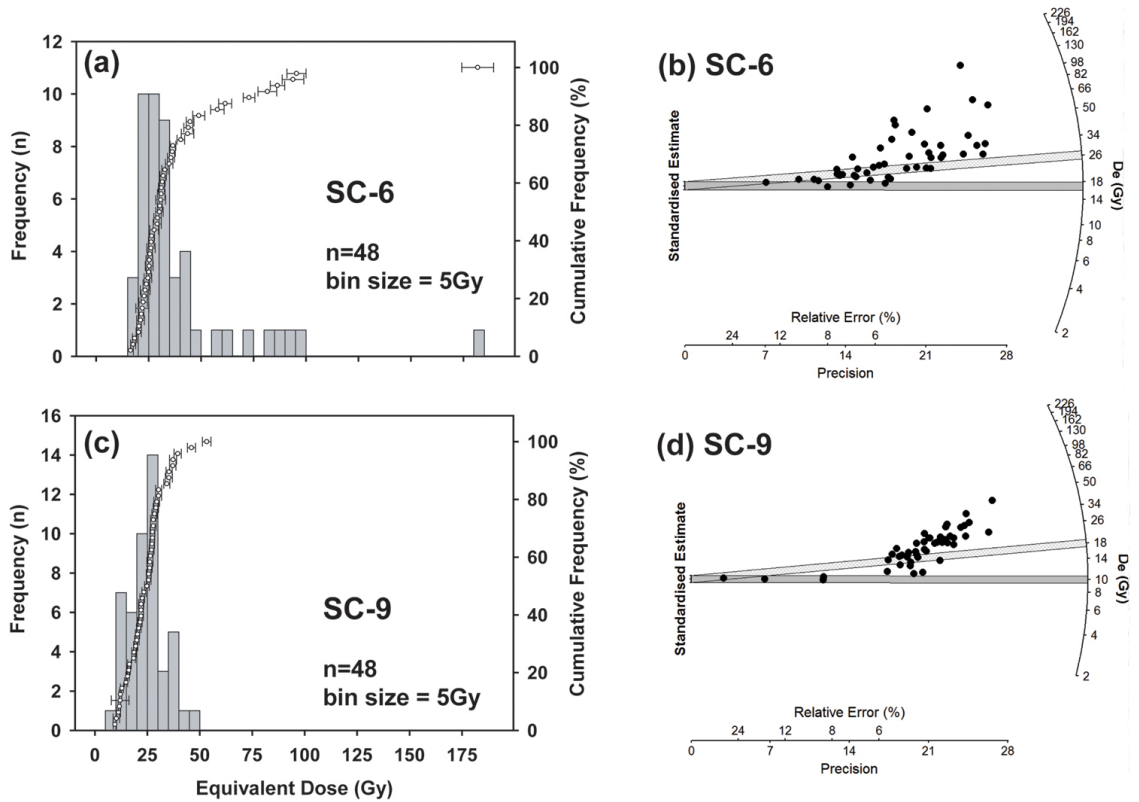 (a)
Frequency (n)
12
10
8
6
4
2
0
SC-6
n=48
bin size = 5Gy
100
80
60
40
20
0
Cumulative Frequency (%)
(b) SC-6
Standardised Estimate
226
194
162
130
98
82
66
50
34
26
18
14
10
8
6
4
2
De (Gy)
Relative Error (%)
24 12 8 6
0 7 14 21 28
Precision
(c)
Frequency (n)
16
14
12
10
8
6
4
2
0
SC-9
n=48
bin size = 5Gy
100
80
60
40
20
0
Cumulative Frequency (%)
0 25 50 75 100 125 150 175
Equivalent Dose (Gy)
(d) SC-9
Standardised Estimate
226
194
162
130
98
82
66
50
34
26
18
14
10
8
6
4
2
De (Gy)
Relative Error (%)
24 12 8 6
0 7 14 21 28
Precision